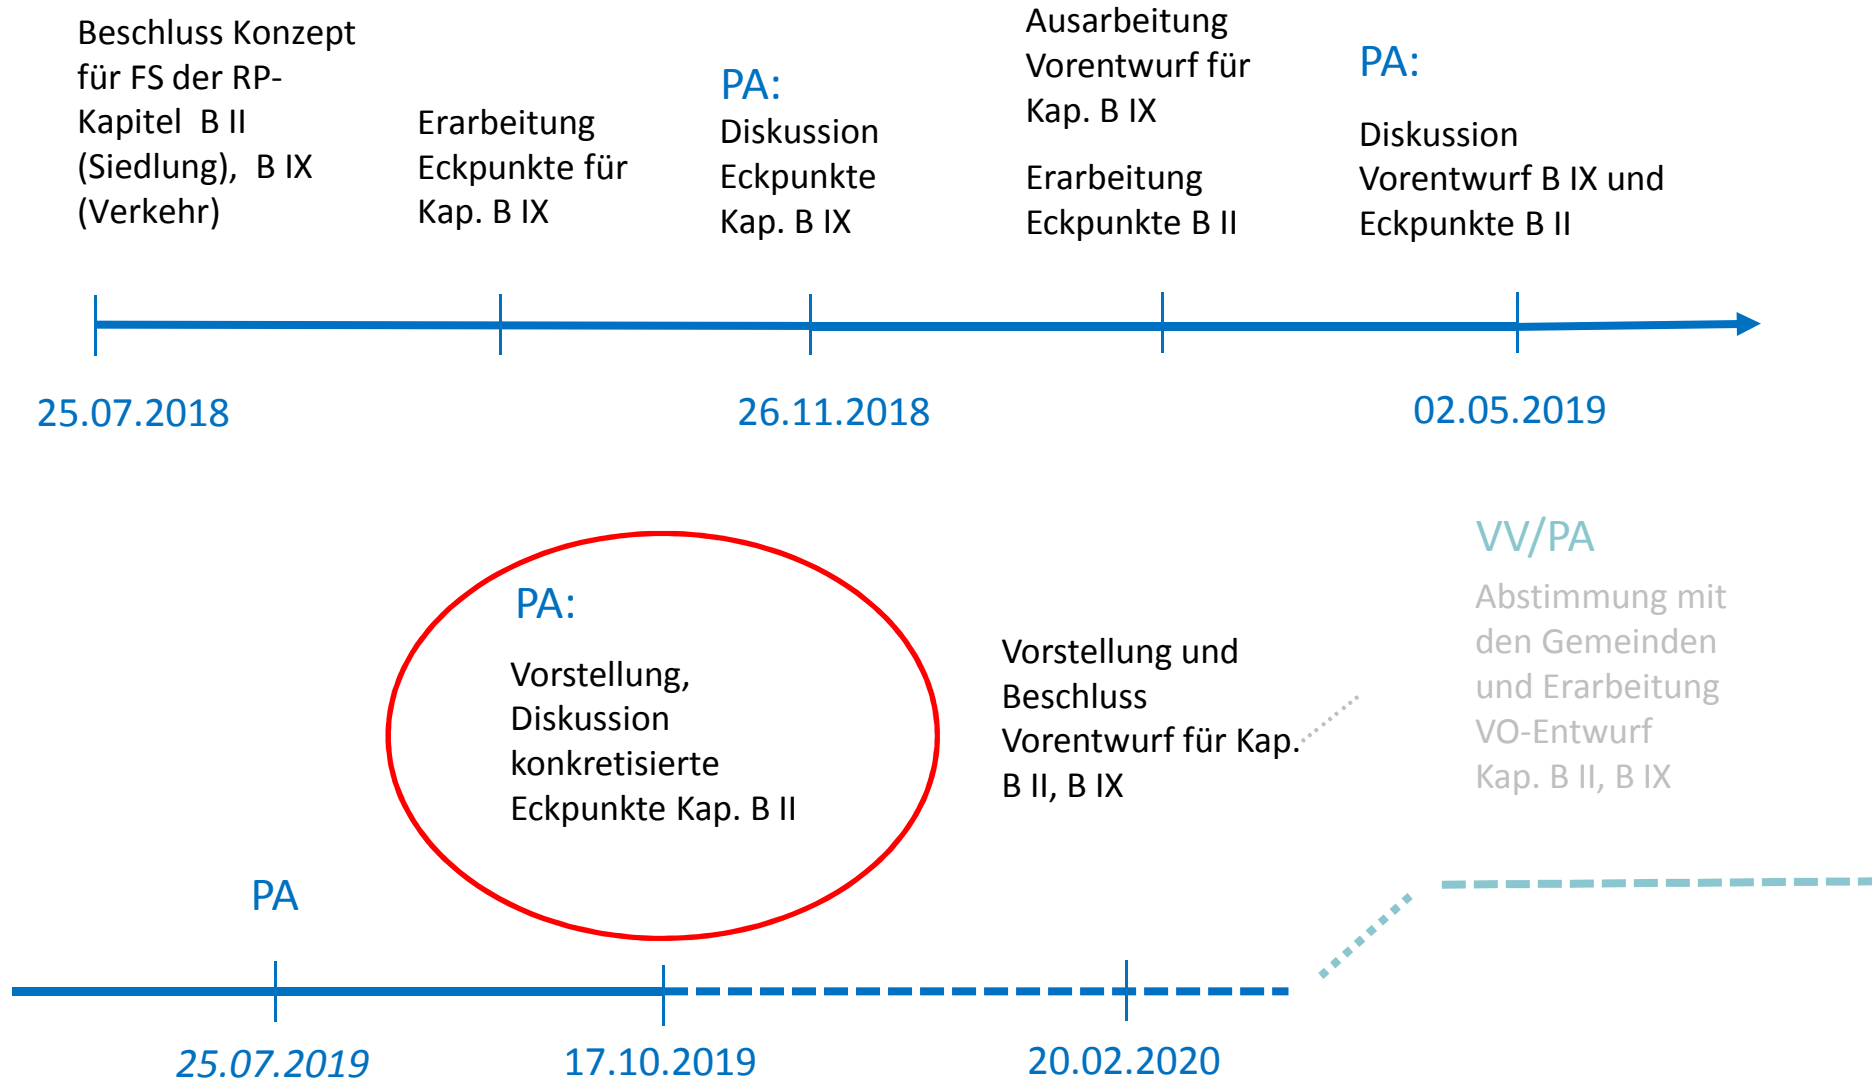 Beschluss Konzept
für FS der RP-
Kapitel B II
(Siedlung), B IX
(Verkehr)
Erarbeitung
Eckpunkte für
Kap. B IX
PA:
Diskussion
Eckpunkte
Kap. B IX
Ausarbeitung
Vorentwurf für
Kap. B IX
Erarbeitung
Eckpunkte B II
PA:
Diskussion
Vorentwurf B IX und
Eckpunkte B II
25.07.2018
26.11.2018
02.05.2019
PA
PA:
Vorstellung,
Diskussion
konkretisierte
Eckpunkte Kap. B II
Vorstellung und
Beschluss
Vorentwurf für Kap.
B II, B IX
VV/PA
Abstimmung mit
den Gemeinden
und Erarbeitung
VO-Entwurf
Kap. B II, B IX
25.07.2019
17.10.2019
20.02.2020